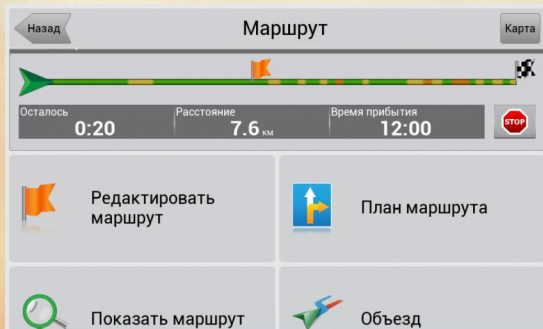 Назад
Маршрут
Карта
Осталось
0:20
Расстояние
7.6 км
Время прибытия
12:00
STOP
Редактировать
маршрут
План маршрута
Показать маршрут
Объезд